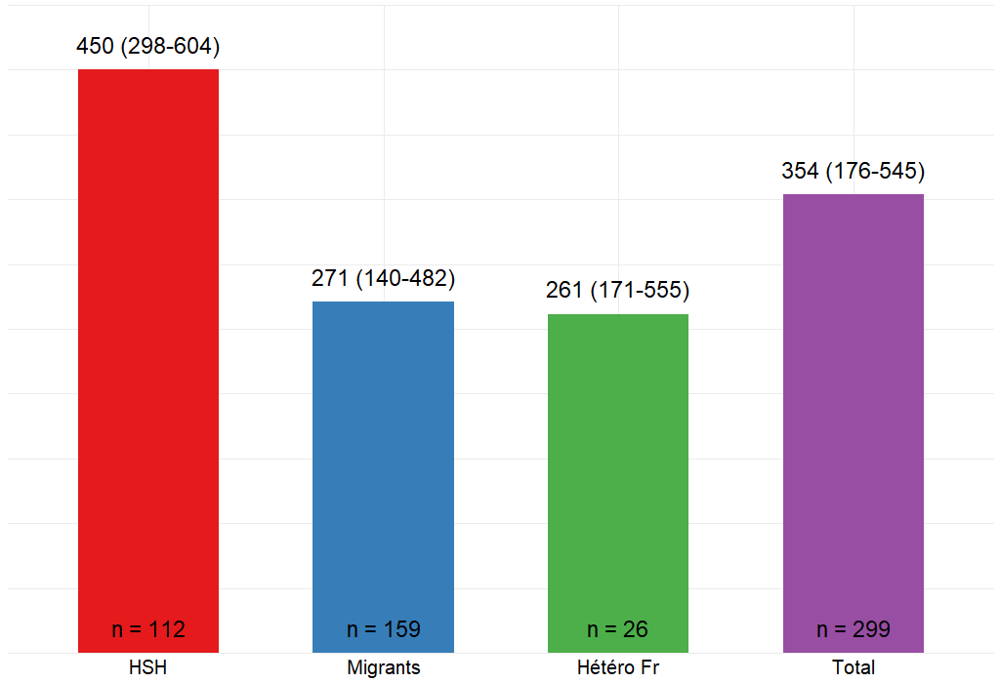 450 (298-604)
354 (176-545)
271 (140-482)
261 (171-555)
n = 112
n = 159
n = 26
n = 299
HSH
Migrants
Hétéro Fr
Total